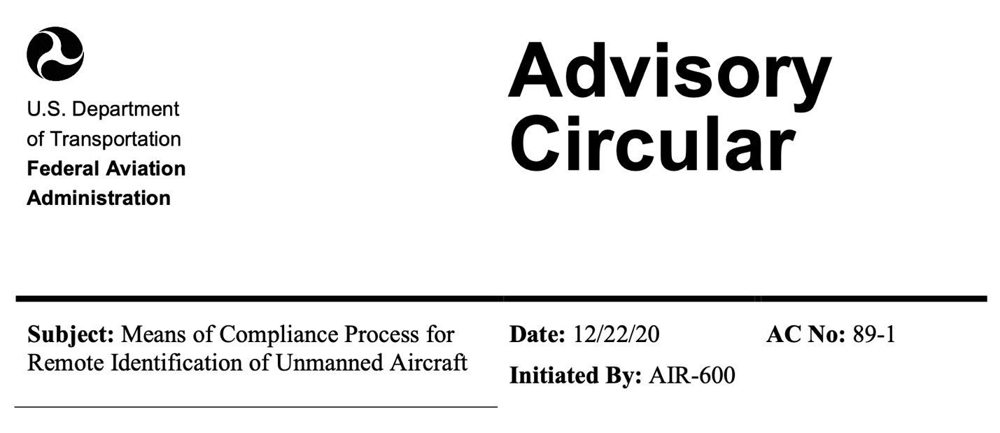 U.S. Department
of Transportation
Federal Aviation
Administration
Advisory
Circular
Subject: Means of Compliance Process for
Remote Identification of Unmanned Aircraft
Date: 12/22/20
Initiated By: AIR-600
AC No: 89-1